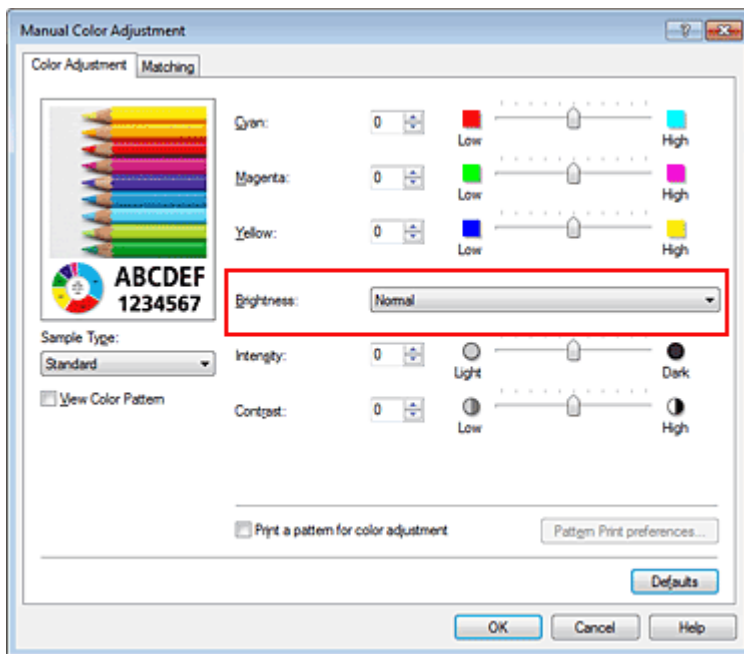 Manual Color Adjustment
Color Adjustment Matching
Cyan: 0 Low High
Magenta: 0 Low High
Yellow: 0 Low High
ABCDEF
1234567
Brightness: Normal
Sample Type:
Standard
Intensity: 0 Light Dark
View Color Pattern
Contrast: 0 Low High
Print a pattern for color adjustment Pattern Print preferences...
Defaults
OK Cancel Help